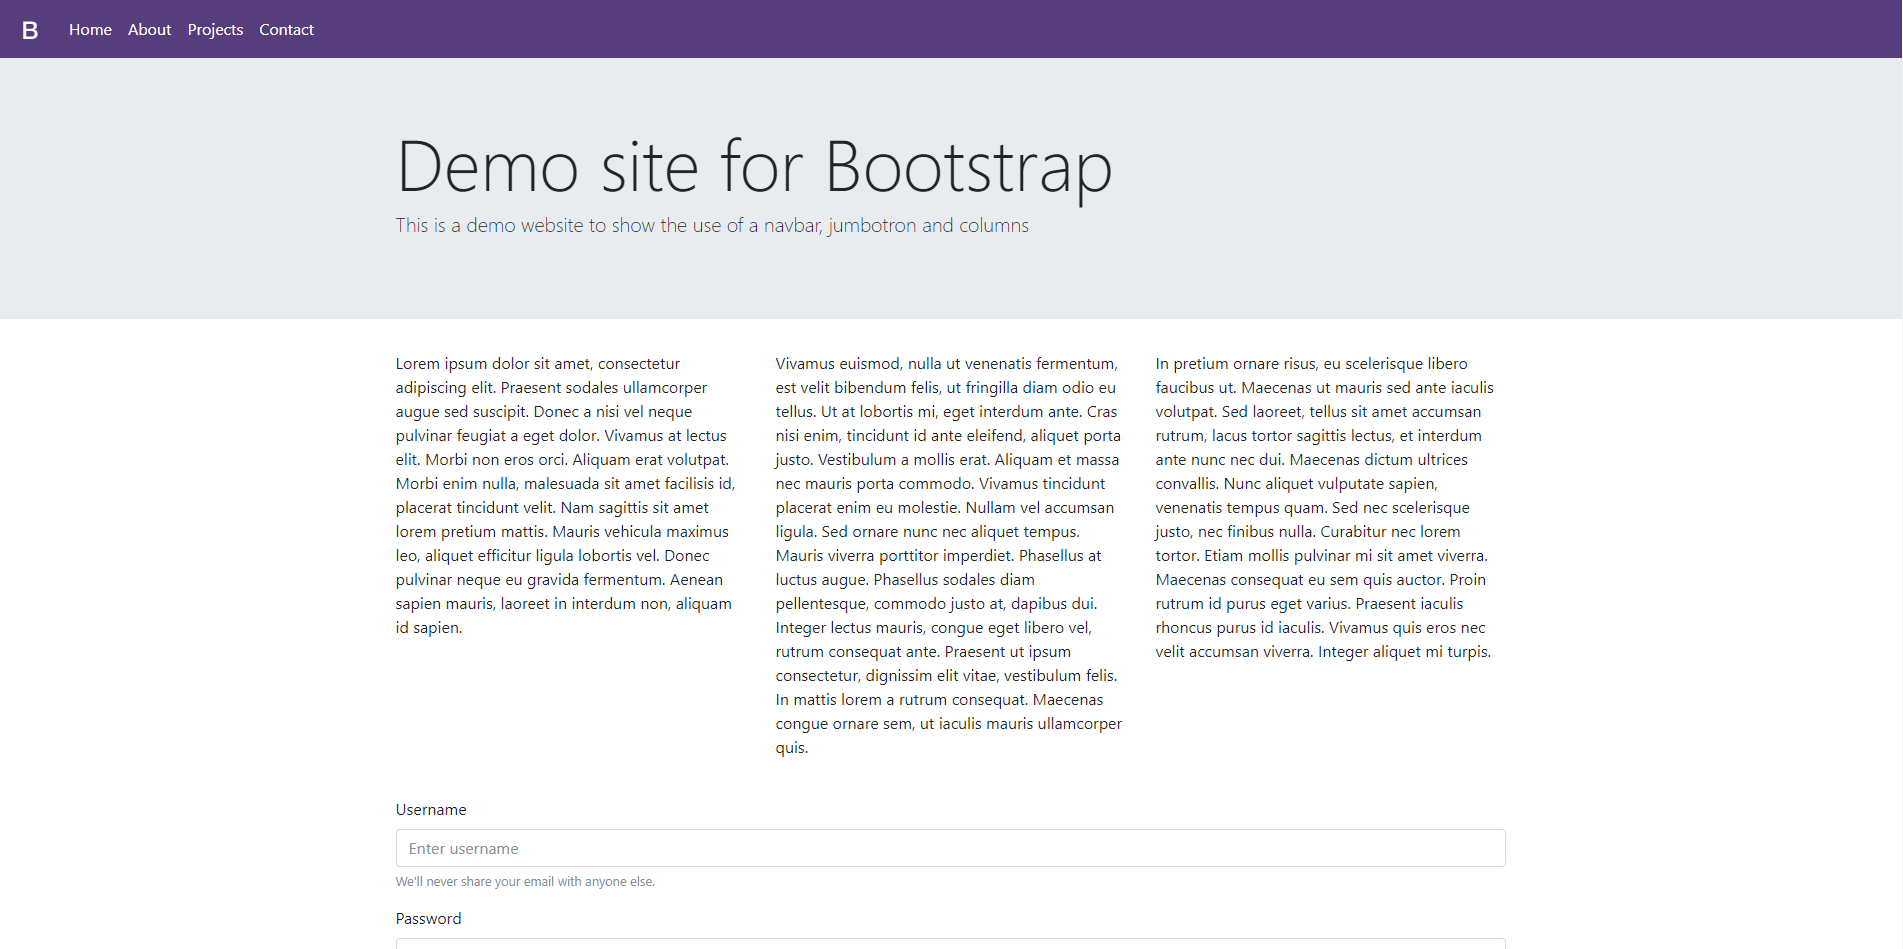 B Home About Projects Contact
Demo site for Bootstrap
This is a demo website to show the use of a navbar, jumbotron and columns
Lorem ipsum dolor sit amet, consectetur
adipiscing elit. Praesent sodales ullamcorper
augue sed suscipit. Donec a nisi vel neque
pulvinar feugiat a eget dolor. Vivamus at lectus
elit. Morbi non eros orci. Aliquam erat volutpat.
Morbi enim nulla, malesuada sit amet facilisis id,
placerat tincidunt velit. Nam sagittis sit amet
lorem pretium mattis. Mauris vehicula maximus
leo, aliquet efficitur ligula lobortis vel. Donec
pulvinar neque eu gravida fermentum. Aenean
sapien mauris, laoreet in interdum non, aliquam
id sapien.
Vivamus euismod, nulla ut venenatis fermentum,
est velit bibendum felis, ut fringilla diam odio eu
tellus. Ut at lobortis mi, eget interdum ante. Cras
nisi enim, tincidunt id ante eleifend, aliquet porta
justo. Vestibulum a mollis erat. Aliquam et massa
nec mauris porta commodo. Vivamus tincidunt
placerat enim eu molestie. Nullam vel accumsan
ligula. Sed ornare nunc nec aliquet tempus.
Mauris viverra porttitor imperdiet. Phasellus at
luctus augue. Phasellus sodales diam
pellentesque, commodo justo at, dapibus dui.
Integer lectus mauris, congue eget libero vel,
rutrum consequat ante. Praesent ut ipsum
consectetur, dignissim elit vitae, vestibulum felis.
In mattis lorem a rutrum consequat. Maecenas
congue ornare sem, ut iaculis mauris ullamcorper
quis.
In pretium ornare risus, eu scelerisque libero
faucibus ut. Maecenas ut mauris sed ante iaculis
volutpat. Sed laoreet, tellus sit amet accumsan
rutrum, lacus tortor sagittis lectus, et interdum
ante nunc nec dui. Maecenas dictum ultrices
convallis. Nunc aliquet vulputate sapien,
venenatis tempus quam. Sed nec scelerisque
justo, nec finibus nulla. Curabitur nec lorem
tortor. Etiam mollis pulvinar mi sit amet viverra.
Maecenas consequat eu sem quis auctor. Proin
rutrum id purus eget varius. Praesent iaculis
rhoncus purus id iaculis. Vivamus quis eros nec
velit accumsan viverra. Integer aliquet mi turpis.
Username
Enter username
We'll never share your email with anyone else.
Password